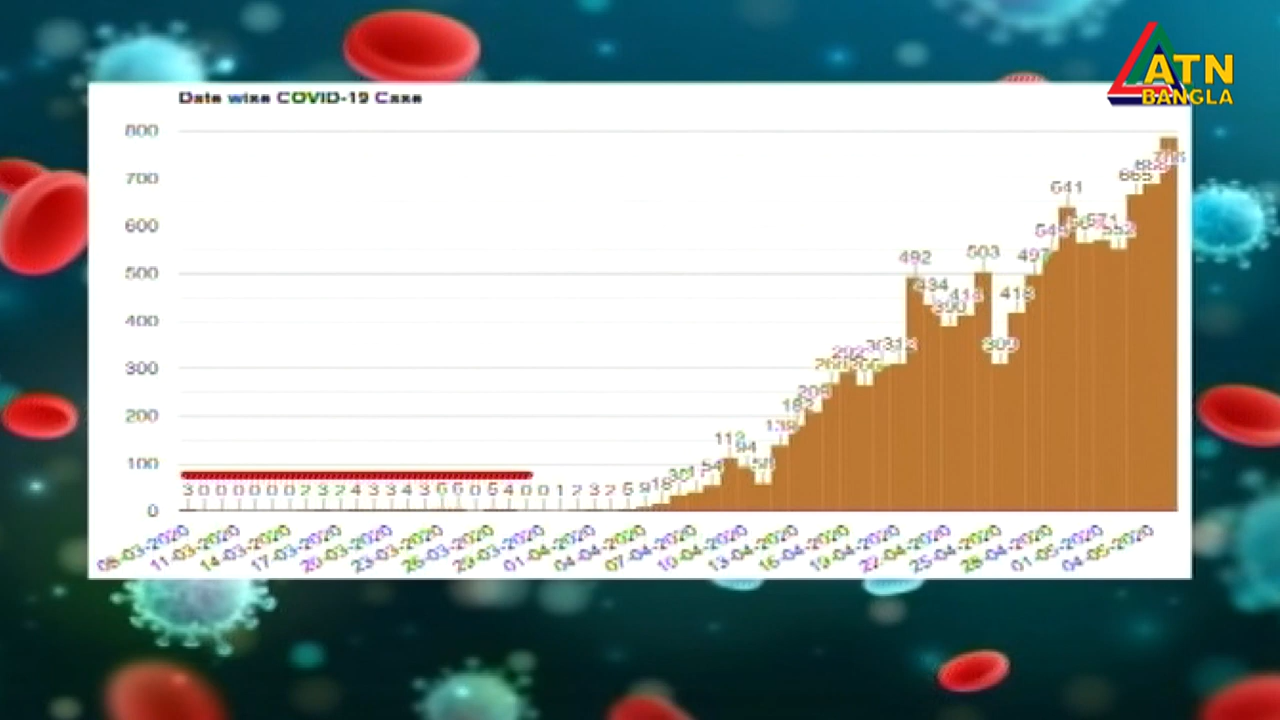 ATN
BANGLA
Date wise COVID-19 Case
800
700
600
500
400
300
200
100
0
3 0 0 0 0 0 0 2 3 2 4 3 3 4 3 6 6 0 5 4 0 0 1 2 3 2 5 9 18
54 112 94
492 434 390 414 503 309 418 497
641 571 552 665
08-03-2020 11-03-2020 14-03-2020 17-03-2020 20-03-2020 23-03-2020 26-03-2020 29-03-2020 01-04-2020 04-04-2020 07-04-2020 10-04-2020 13-04-2020 16-04-2020 19-04-2020 22-04-2020 25-04-2020 28-04-2020 01-05-2020 04-05-2020